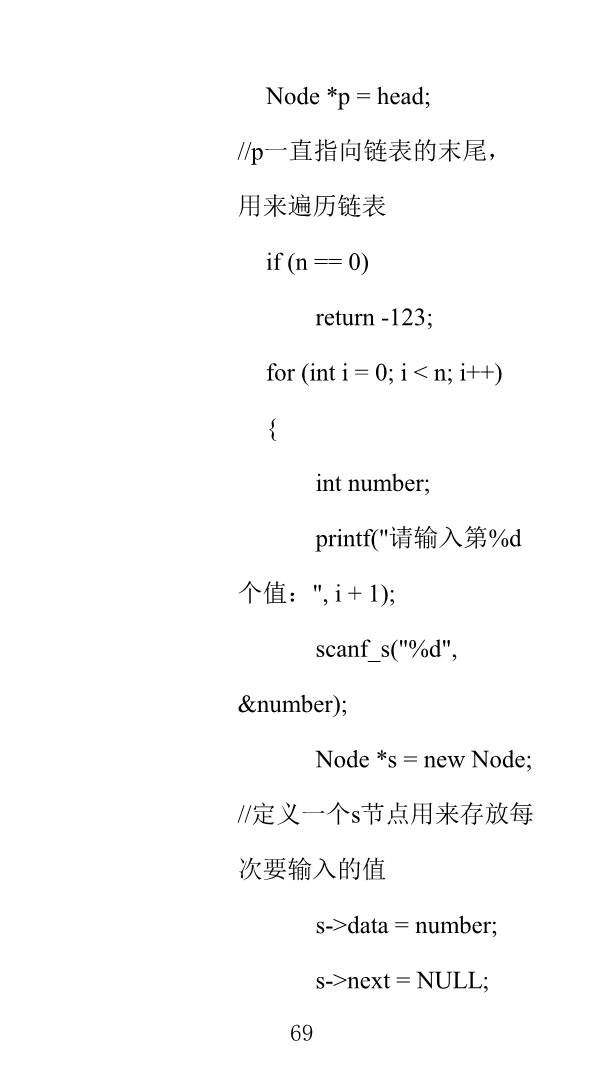 Node *p = head;
//p一直指向链表的末尾，
用来遍历链表
if (n == 0)
return -123;
for (int i = 0; i < n; i++)
{
int number;
printf("请输入第%d
个值：", i + 1);
scanf_s("%d",
&number);
Node *s = new Node;
//定义一个s节点用来存放每
次要输入的值
s->data = number;
s->next = NULL;
69